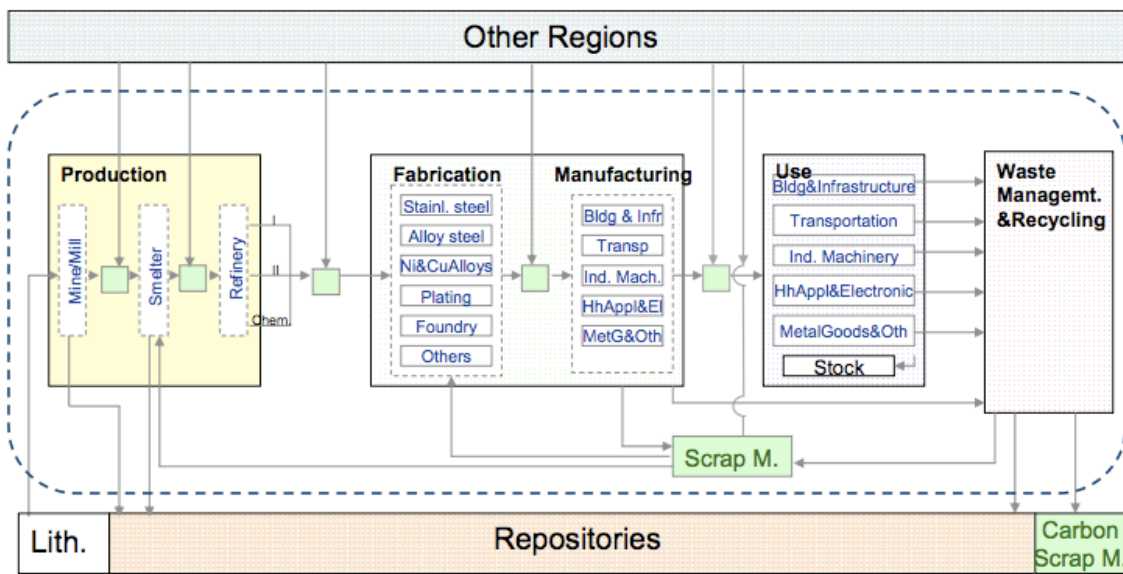 Other Regions
Production
Mine/Mill
Smelter
Refinery
I
II
Chem.
Fabrication
Stainl. steel
Alloy steel
Ni&CuAlloys
Plating
Foundry
Others
Manufacturing
Bldg & Infr
Transp
Ind. Mach.
HhAppl&El
MetG&Oth
Use
Bldg&Infrastructure
Transportation
Ind. Machinery
HhAppl&Electronic
MetalGoods&Oth
Stock
Waste
Managemt.
&Recycling
Scrap M.
Lith.
Repositories
Carbon
Scrap M.